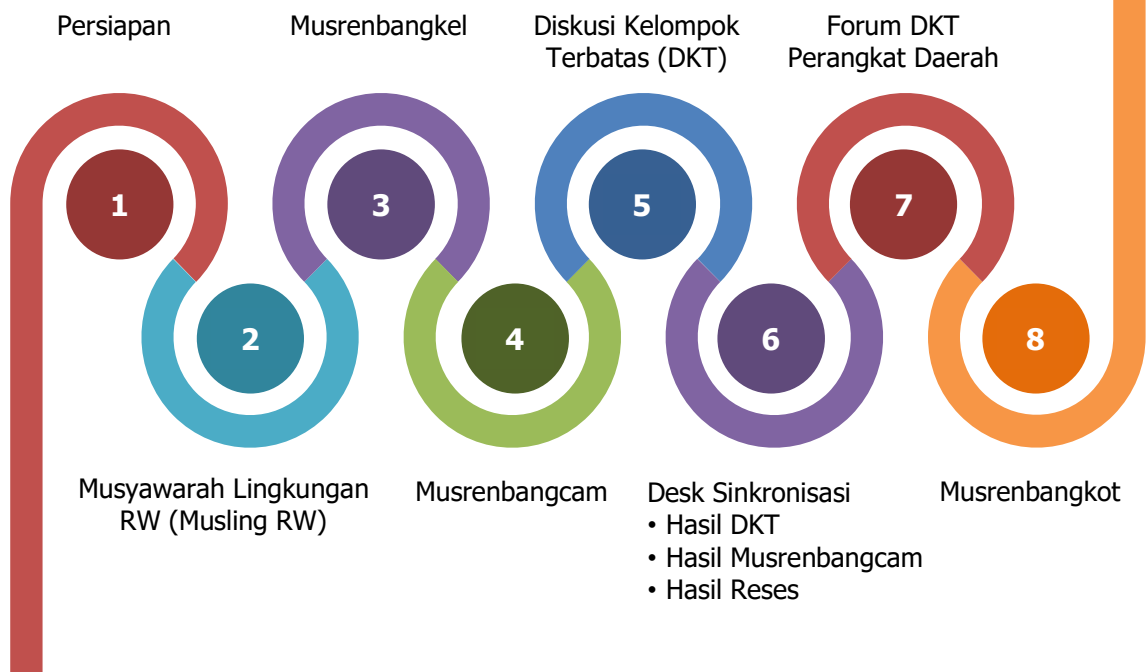 Persiapan
1
Musyawarah Lingkungan
RW (Musling RW)
2
Musrenbangkel
3
Musrenbangcam
4
Diskusi Kelompok
Terbatas (DKT)
5
Desk Sinkronisasi
• Hasil DKT
• Hasil Musrenbangcam
• Hasil Reses
6
Forum DKT
Perangkat Daerah
7
Musrenbangkot
8